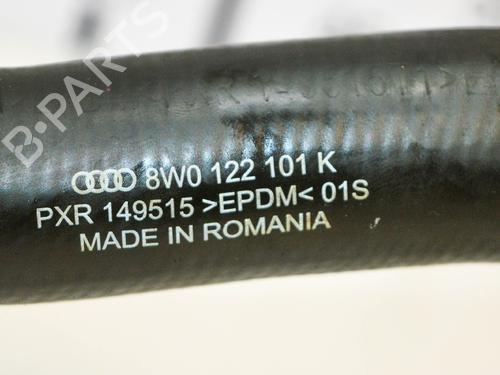 8W0 122 101 K
PXR 149515 >EPDM< 01S
MADE IN ROMANIA
B-PARTS